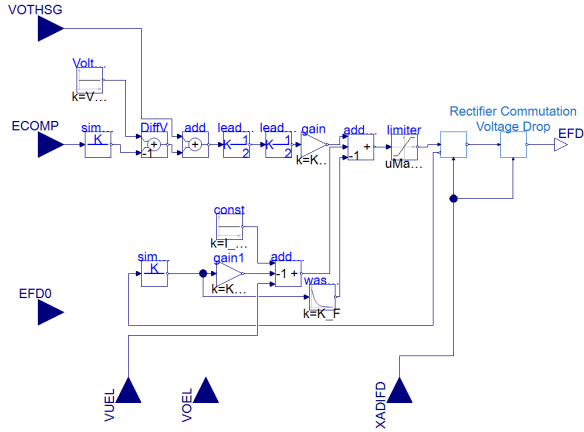 VOTHSG
Volt...
k=V...
ECOMP
sim...
K
DiffV
-1
add...
lead...
K
1
2
lead...
K
1
2
gain
k=K...
add...
-1
+
limiter
uMa...
Rectifier Commutation
Voltage Drop
EFD
const
k=I_...
sim...
K
gain1
k=K...
add...
-1
+
was...
k=K_F
EFD0
VUEL
VOEL
XADIFD